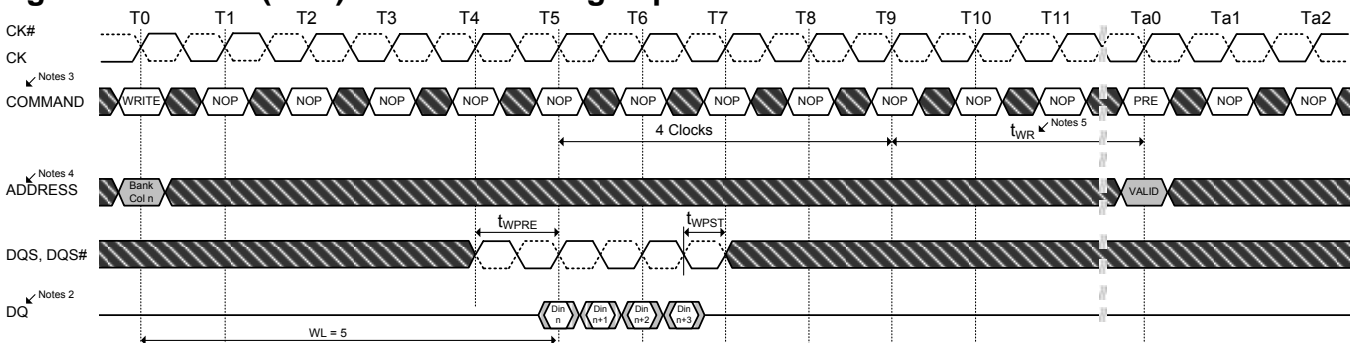 T0 T1 T2 T3 T4 T5 T6 T7 T8 T9 T10 T11 Ta0 Ta1 Ta2
CK#
CK
Notes 3
COMMAND WRITE NOP NOP NOP NOP NOP NOP NOP NOP NOP NOP NOP PRE NOP NOP
4 Clocks tWR Notes 5
Notes 4
ADDRESS Bank Col n VALID
tWPRE tWPST
DQS, DQS#
Notes 2
DQ Din n Din n+1 Din n+2 Din n+3
WL = 5